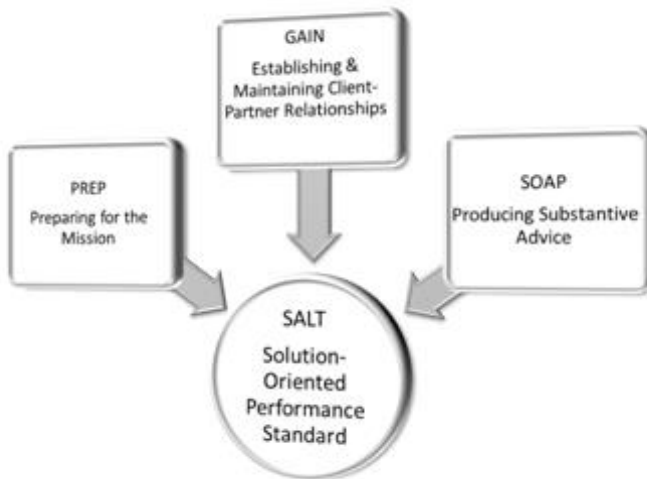 GAIN
Establishing &
Maintaining Client-
Partner Relationships
PREP
Preparing for the
Mission
SOAP
Producing Substantive
Advice
SALT
Solution-
Oriented
Performance
Standard